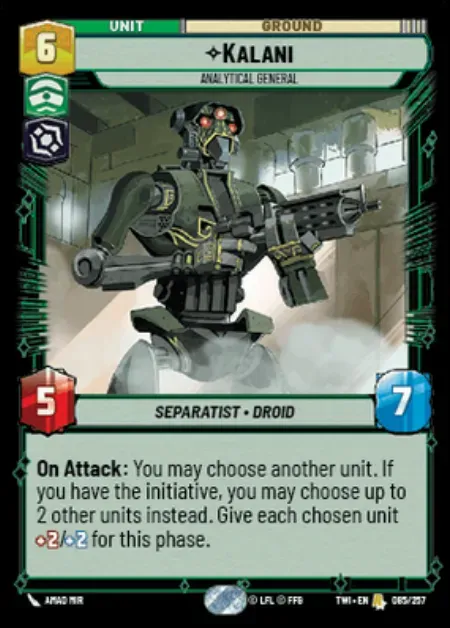 UNIT GROUND
6
✧KALANI
ANALYTICAL GENERAL
5
7
SEPARATIST • DROID
On Attack: You may choose another unit. If
you have the initiative, you may choose up to
2 other units instead. Give each chosen unit
+2/+2 for this phase.
AMAD MIR © LFL © FFG TWI • EN 085/257